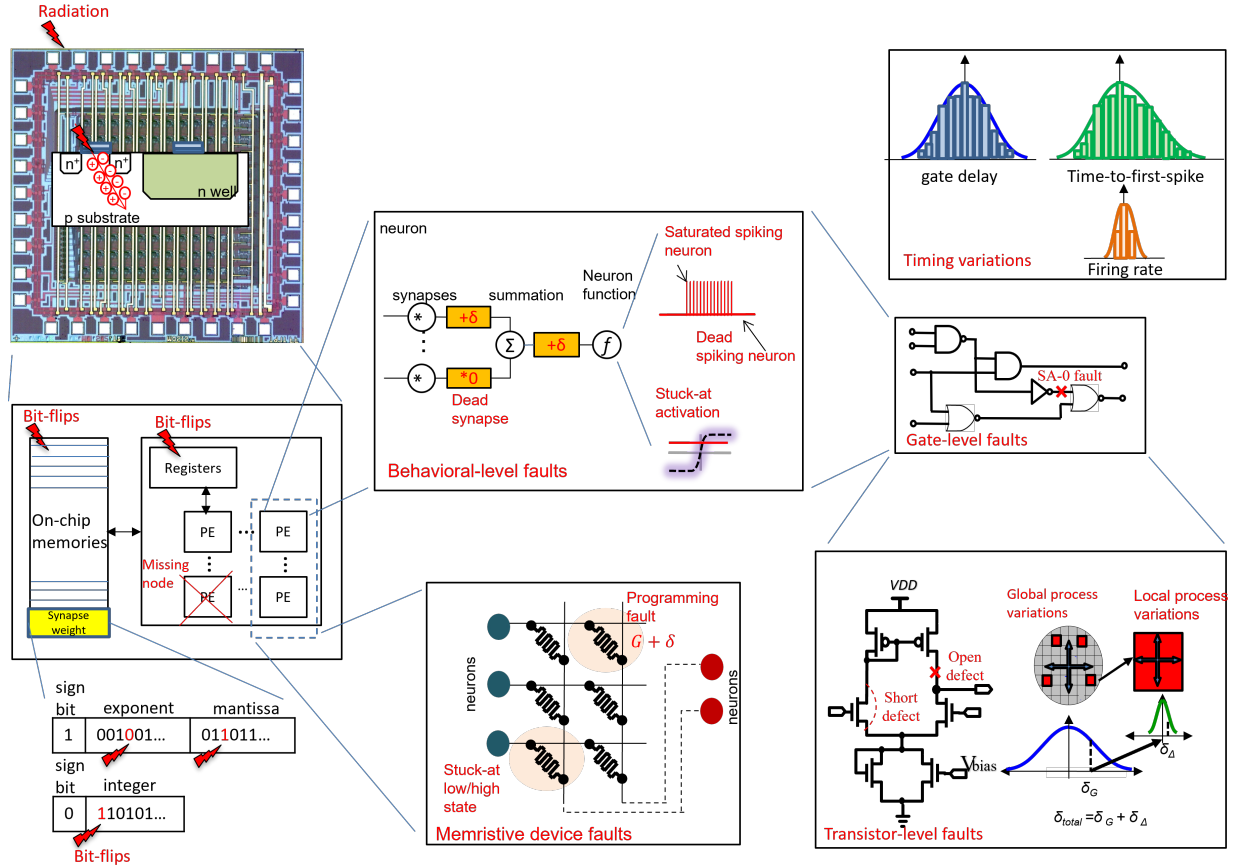 Radiation
n+
n+
n well
p substrate
gate delay
Time-to-first-spike
Timing variations
Firing rate
neuron
synapses
summation
Neuron
function
Saturated spiking
neuron
*
+δ
Σ
+δ
f
Dead
spiking neuron
*
*0
Dead
synapse
Stuck-at
activation
Behavioral-level faults
SA-0 fault
Gate-level faults
Bit-flips
Bit-flips
Registers
On-chip
memories
PE
PE
Missing
node
PE
PE
Synapse
weight
sign
bit
exponent
mantissa
1
001001...
011011...
sign
bit
integer
0
110101...
Bit-flips
Programming
fault
G + δ
neurons
neurons
Stuck-at
low/high
state
Memristive device faults
VDD
Open
defect
Short
defect
Vbias
Transistor-level faults
Global process
variations
Local process
variations
δΔ
δG
δtotal =δG + δΔ